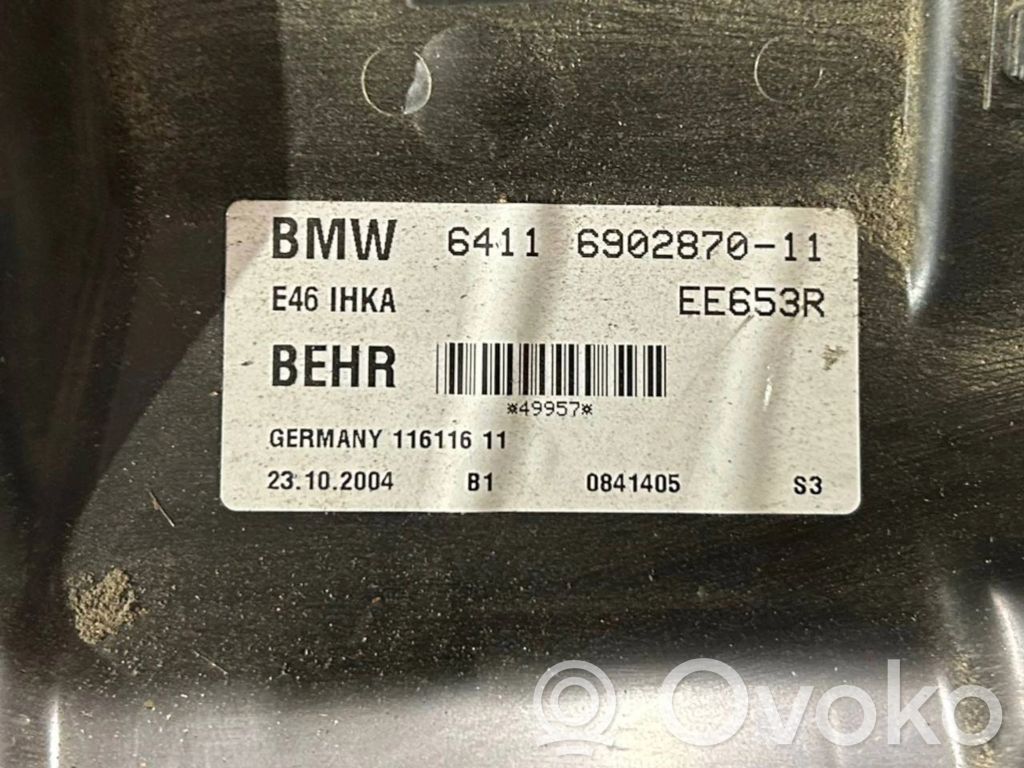 BMW 6411 6902870-11
E46 IHKA EE653R
BEHR
*49957*
GERMANY 116116 11
23.10.2004 B1 0841405 S3
© Ovoko